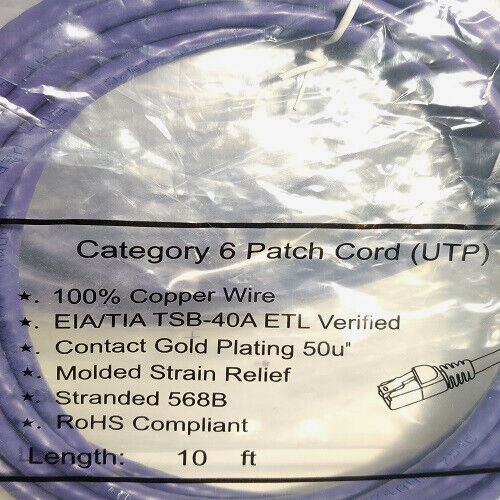 Category 6 Patch Cord (UTP)
★. 100% Copper Wire
★. EIA/TIA TSB-40A ETL Verified
★. Contact Gold Plating 50u"
★. Molded Strain Relief
★. Stranded 568B
★. RoHS Compliant
Length: 10 ft